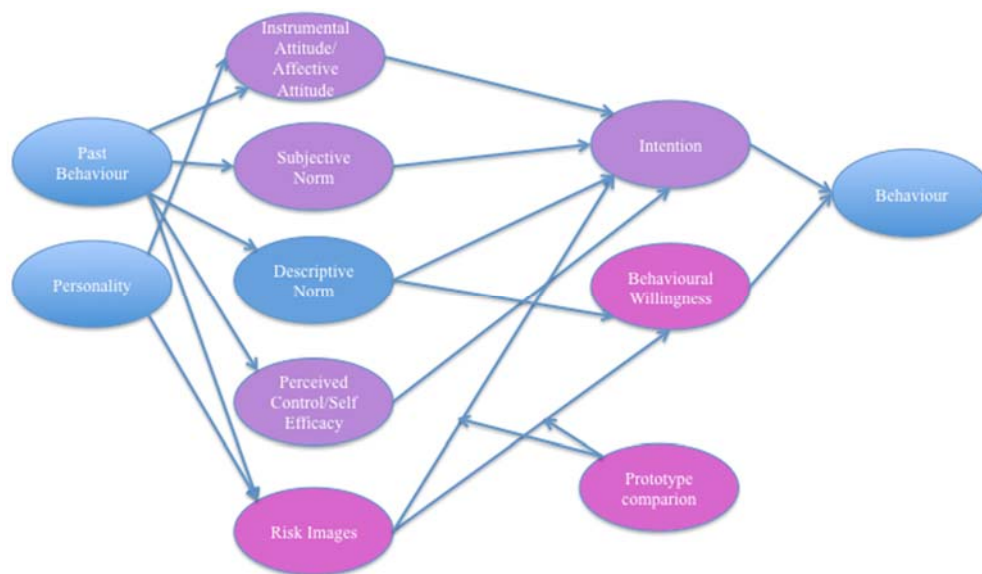 Instrumental
Attitude/
Affective
Attitude
Past
Behaviour
Subjective
Norm
Intention
Behaviour
Personality
Descriptive
Norm
Behavioural
Willingness
Perceived
Control/Self
Efficacy
Prototype
comparion
Risk Images